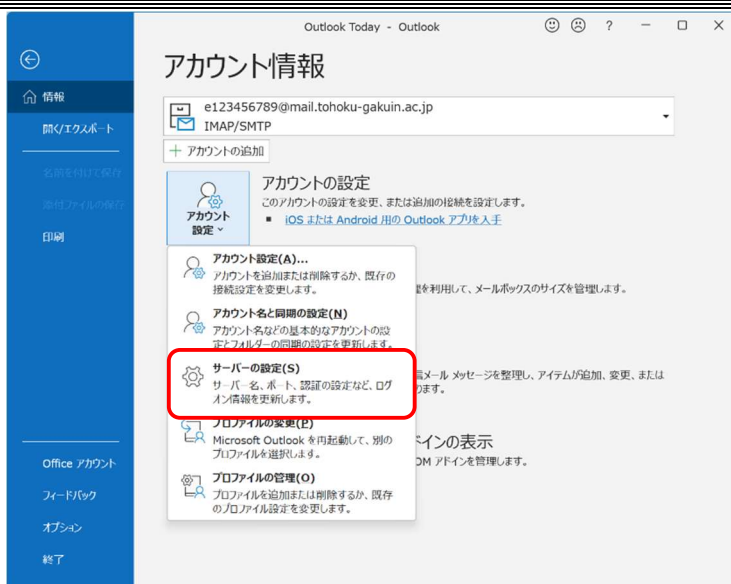 Outlook Today - Outlook
?
アカウント情報
情報
開く/エクスポート
名前を付けて保存
添付ファイルの保存
印刷
Office アカウント
フィードバック
オプション
終了
e123456789@mail.tohoku-gakuin.ac.jp
IMAP/SMTP
アカウントの追加
アカウント
設定
アカウントの設定
このアカウントの設定を変更、または追加の接続を設定します。
iOS または Android 用の Outlook アプリを入手
アカウント設定(A)...
アカウントを追加または削除するか、既存の
接続設定を変更します。
アカウント名と同期の設定(N)
アカウント名などの基本的なアカウントの設
定とフォルダーの同期の設定を更新します。
サーバーの設定(S)
サーバー名、ポート、認証の設定など、ログ
オン情報を更新します。
プロファイルの変更(P)
Microsoft Outlook を再起動して、別の
プロファイルを選択します。
プロファイルの管理(O)
プロファイルを追加または削除するか、既存
のプロファイル設定を変更します。
を利用して、メールボックスのサイズを管理します。
メール メッセージを整理し、アイテムが追加、変更、または
ます。
ドインの表示
OM アドインを管理します。